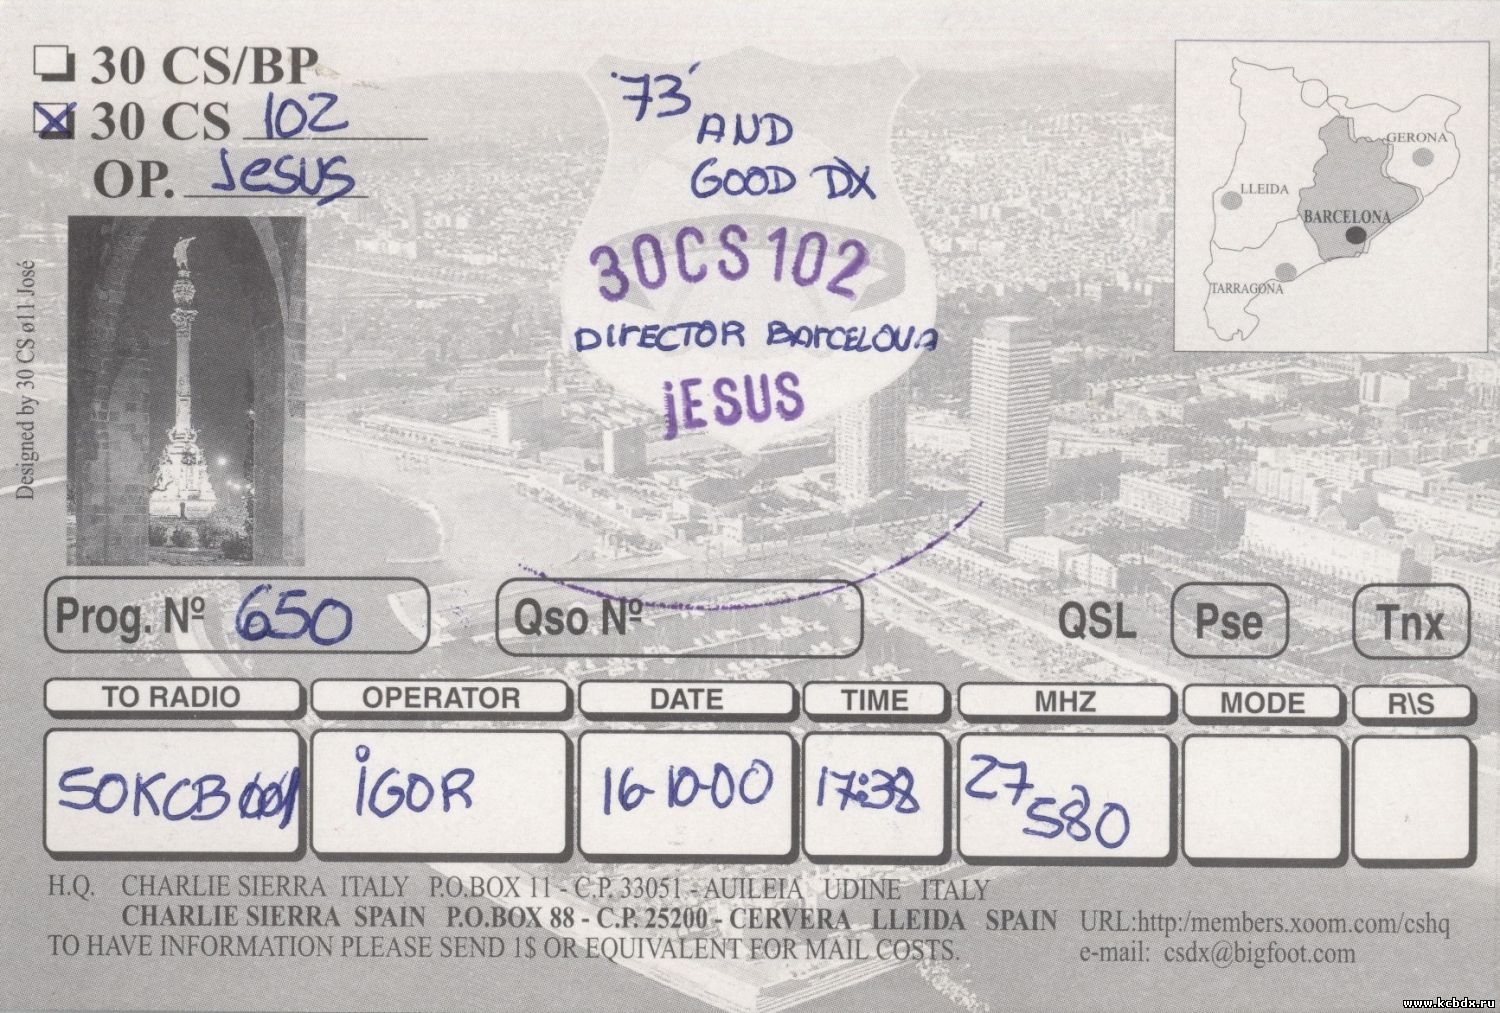 30 CS/BP
30 CS 102
OP. Jesus
'73'
AND
GOOD DX
30CS102
DIrECTOR BArCELONA
jESUS
GERONA
LLEIDA
BARCELONA
TARRAGONA
Designed by 30 CS ø11 José
Prog. Nº 650
Qso Nº
QSL Pse Tnx
TO RADIO OPERATOR DATE TIME MHZ MODE R\S
50KCB001 iGOR 16-10-00 17:38 27 580
H.Q. CHARLIE SIERRA ITALY P.O.BOX 11 - C.P. 33051 - AUILEIA UDINE ITALY
CHARLIE SIERRA SPAIN P.O.BOX 88 - C.P. 25200 - CERVERA LLEIDA SPAIN URL:http:/members.xoom.com/cshq
TO HAVE INFORMATION PLEASE SEND 1$ OR EQUIVALENT FOR MAIL COSTS. e-mail: csdx@bigfoot.com
www.kcbdx.ru